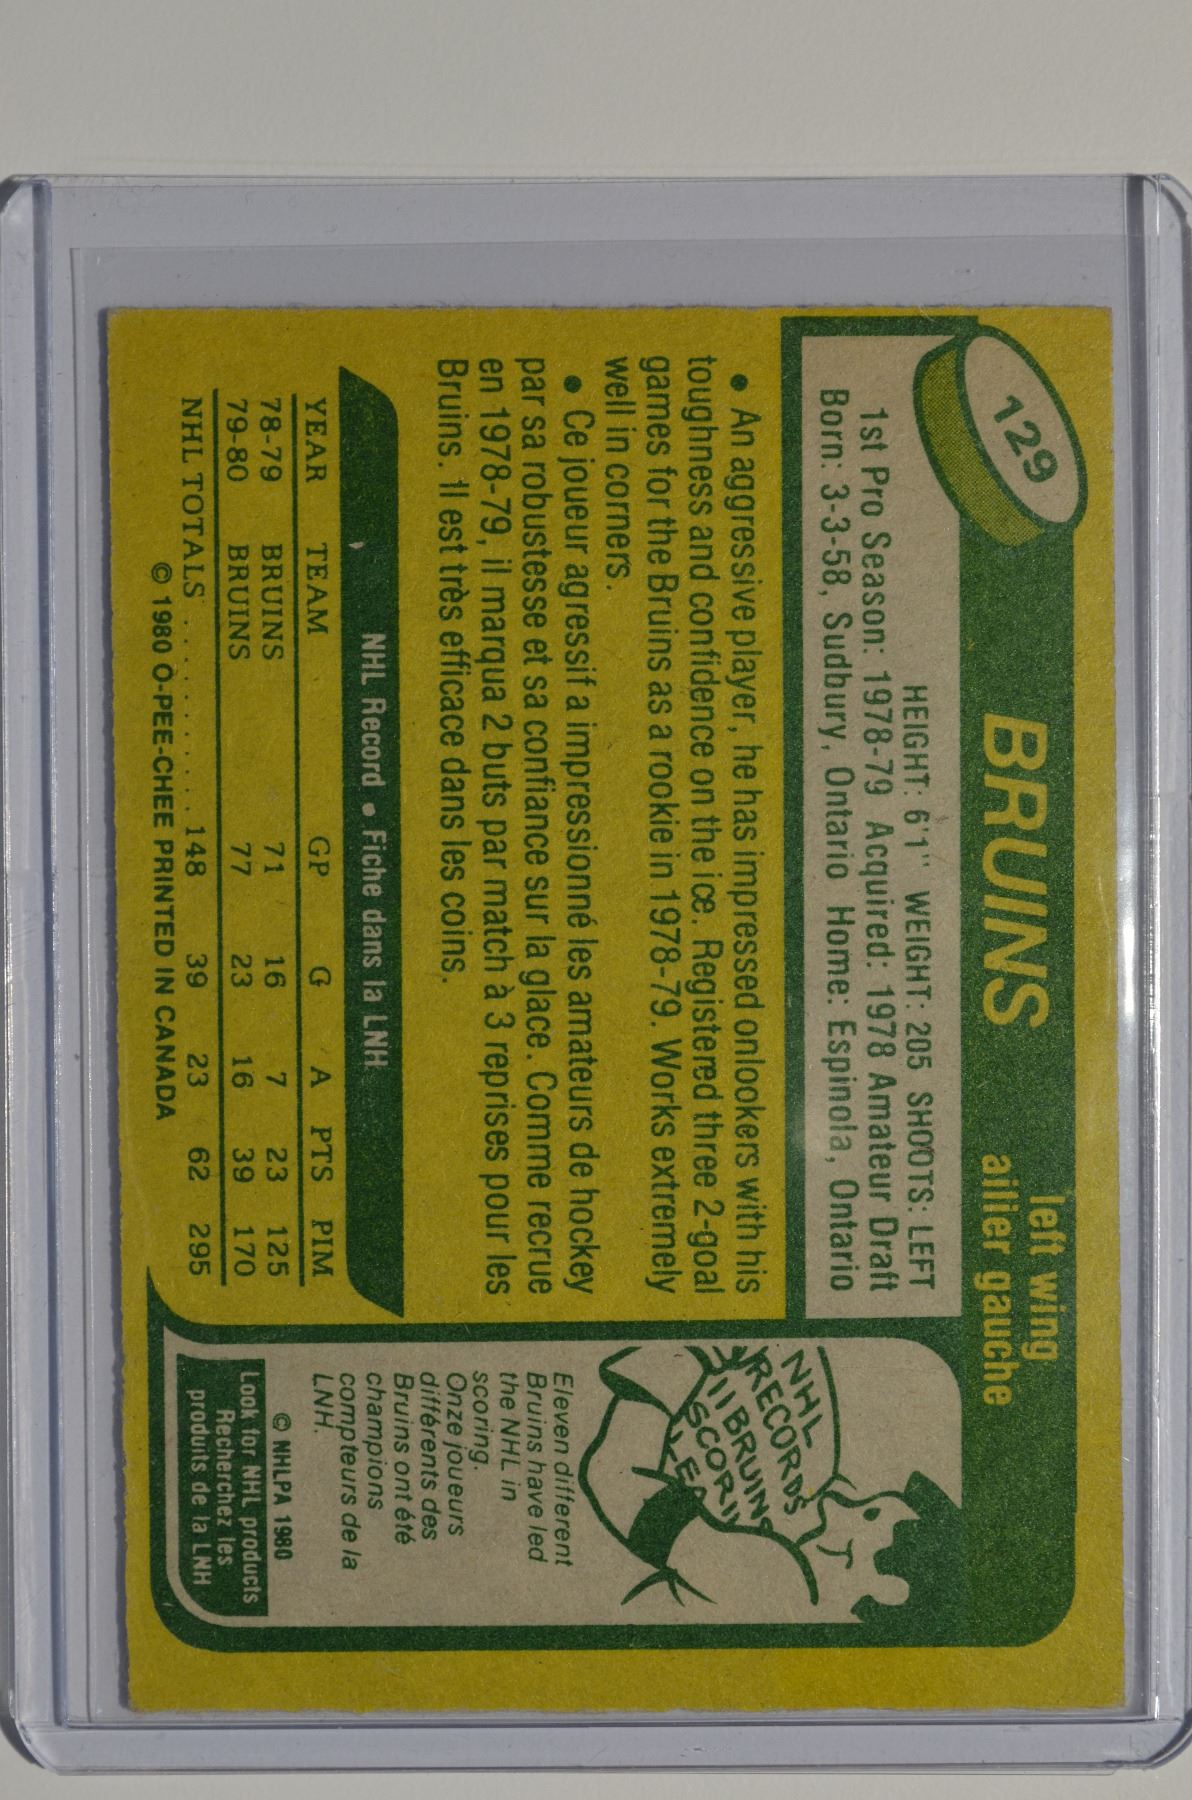 129
BRUINS
left wing
ailier gauche
HEIGHT: 6'1" WEIGHT: 205 SHOOTS: LEFT
1st Pro Season: 1978-79 Acquired: 1978 Amateur Draft
Born: 3-3-58, Sudbury, Ontario Home: Espinola, Ontario
• An aggressive player, he has impressed onlookers with his
toughness and confidence on the ice. Registered three 2-goal
games for the Bruins as a rookie in 1978-79. Works extremely
well in corners.
• Ce joueur agressif a impressionné les amateurs de hockey
par sa robustesse et sa confiance sur la glace. Comme recrue
en 1978-79, il marqua 2 buts par match à 3 reprises pour les
Bruins. Il est très efficace dans les coins.
NHL Record • Fiche dans la LNH
YEAR TEAM GP G A PTS PIM
78-79 BRUINS 71 16 7 23 125
79-80 BRUINS 77 23 16 39 170
NHL TOTALS . . . . . . . . . . . 148 39 23 62 295
© 1980 O-PEE-CHEE PRINTED IN CANADA
NHL
RECORDS
11 BRUINS
SCORI
LEA
Eleven different
Bruins have led
the NHL in
scoring.
Onze joueurs
différents des
Bruins ont été
champions
compteurs de la
LNH.
© NHLPA 1980
Look for NHL products
Recherchez les
produits de la LNH